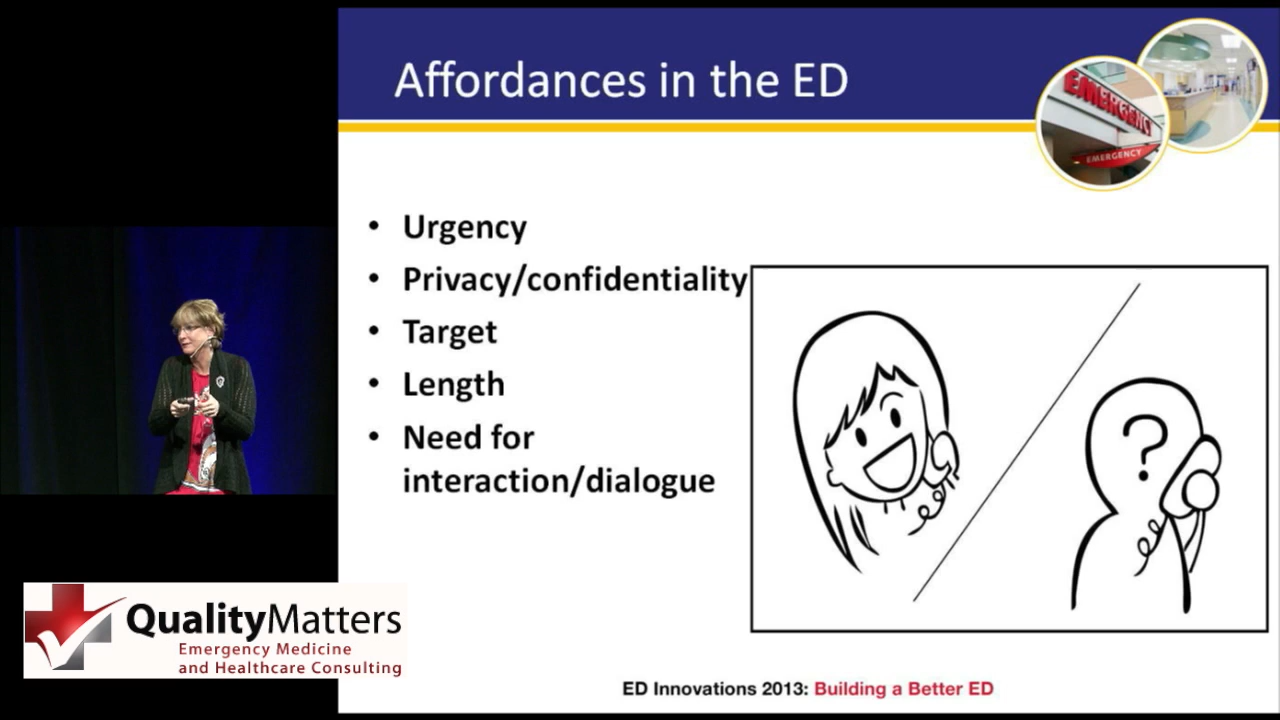 Affordances in the ED
EMERGENC
EMERGENCY
• Urgency
• Privacy/confidentiality
• Target
• Length
• Need for
interaction/dialogue
?
QualityMatters
Emergency Medicine
and Healthcare Consulting
ED Innovations 2013: Building a Better ED